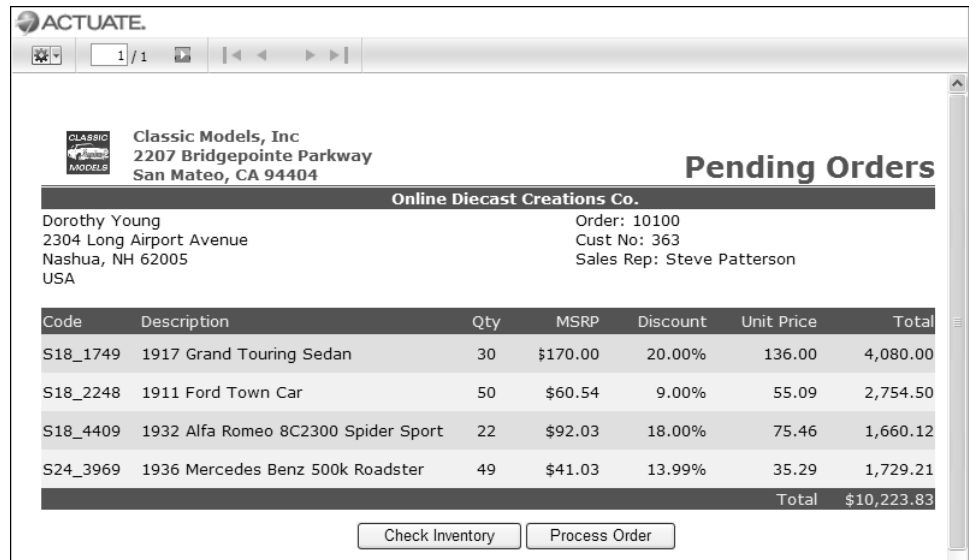 ACTUATE.
1 / 1
CLASSIC
MODELS
Classic Models, Inc
2207 Bridgepointe Parkway
San Mateo, CA 94404
Pending Orders
Online Diecast Creations Co.
Dorothy Young
2304 Long Airport Avenue
Nashua, NH 62005
USA
Order: 10100
Cust No: 363
Sales Rep: Steve Patterson
Code Description Qty MSRP Discount Unit Price Total
S18_1749 1917 Grand Touring Sedan 30 $170.00 20.00% 136.00 4,080.00
S18_2248 1911 Ford Town Car 50 $60.54 9.00% 55.09 2,754.50
S18_4409 1932 Alfa Romeo 8C2300 Spider Sport 22 $92.03 18.00% 75.46 1,660.12
S24_3969 1936 Mercedes Benz 500k Roadster 49 $41.03 13.99% 35.29 1,729.21
Total $10,223.83
Check Inventory Process Order